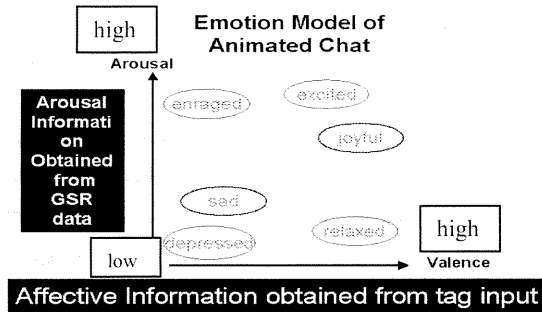 high
Emotion Model of
Animated Chat
Arousal
enraged
excited
joyful
Arousal
Informati
on
Obtained
from
GSR
data
sad
depressed
relaxed
low
high
Valence
Affective Information obtained from tag input